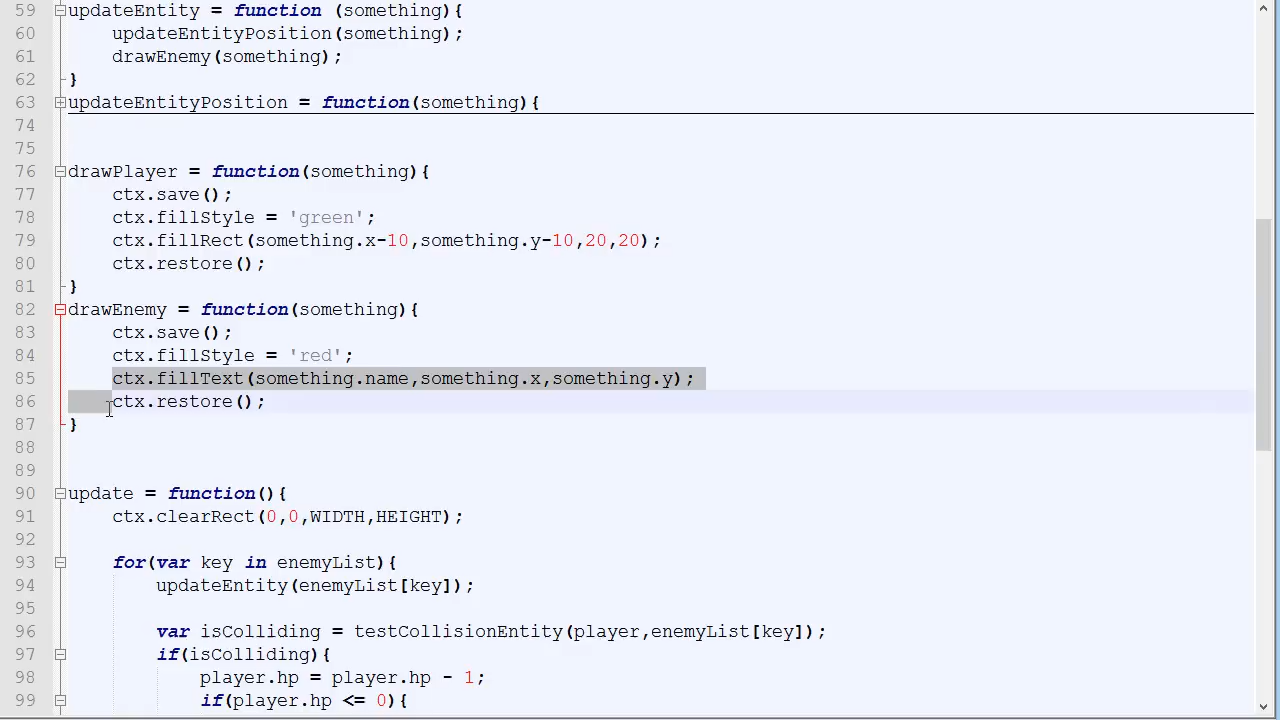 59 updateEntity = function (something){
60 updateEntityPosition(something);
61 drawEnemy(something);
62 }
63 updateEntityPosition = function(something){
74
75
76 drawPlayer = function(something){
77 ctx.save();
78 ctx.fillStyle = 'green';
79 ctx.fillRect(something.x-10,something.y-10,20,20);
80 ctx.restore();
81 }
82 drawEnemy = function(something){
83 ctx.save();
84 ctx.fillStyle = 'red';
85 ctx.fillText(something.name,something.x,something.y);
86 ctx.restore();
87 }
88
89
90 update = function(){
91 ctx.clearRect(0,0,WIDTH,HEIGHT);
92
93 for(var key in enemyList){
94 updateEntity(enemyList[key]);
95
96 var isColliding = testCollisionEntity(player,enemyList[key]);
97 if(isColliding){
98 player.hp = player.hp - 1;
99 if(player.hp <= 0){